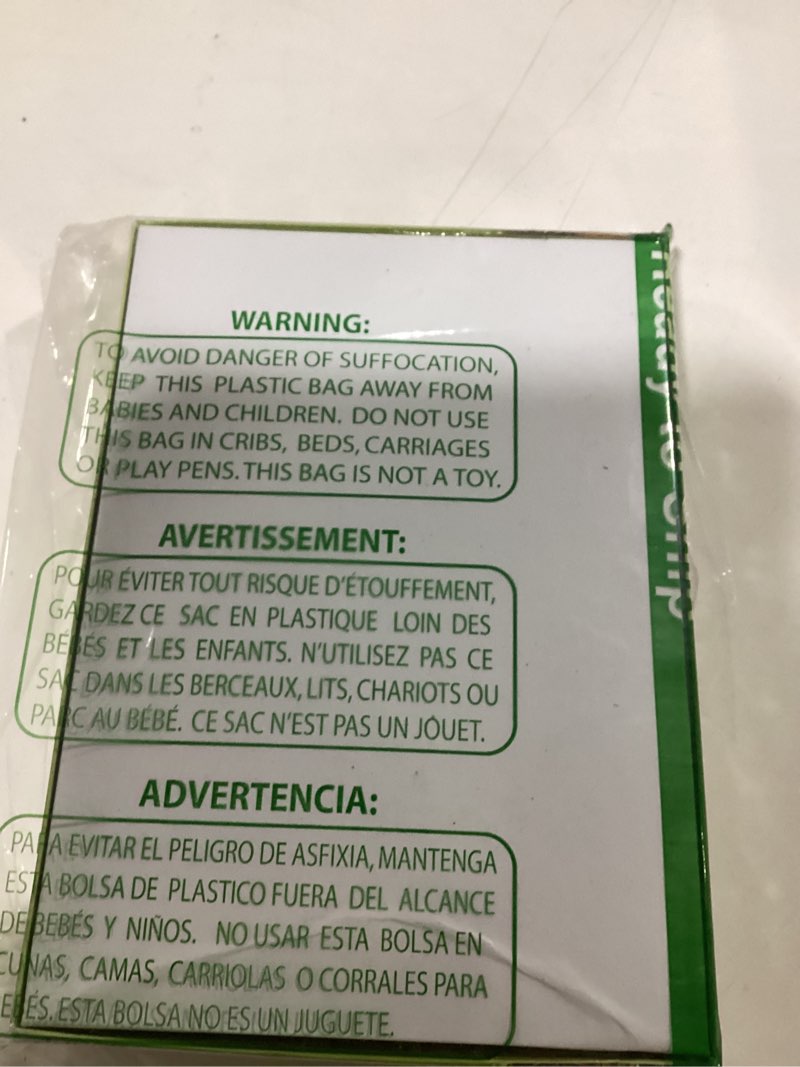 WARNING:
TO AVOID DANGER OF SUFFOCATION,
KEEP THIS PLASTIC BAG AWAY FROM
BABIES AND CHILDREN. DO NOT USE
THIS BAG IN CRIBS, BEDS, CARRIAGES
OR PLAY PENS. THIS BAG IS NOT A TOY.
AVERTISSEMENT:
POUR ÉVITER TOUT RISQUE D'ÉTOUFFEMENT,
GARDEZ CE SAC EN PLASTIQUE LOIN DES
BÉBÉS ET LES ENFANTS. N'UTILISEZ PAS CE
SAC DANS LES BERCEAUX, LITS, CHARIOTS OU
PARC AU BÉBÉ. CE SAC N'EST PAS UN JOUET.
ADVERTENCIA:
PARA EVITAR EL PELIGRO DE ASFIXIA, MANTENGA
ESTA BOLSA DE PLASTICO FUERA DEL ALCANCE
DE BEBÉS Y NIÑOS. NO USAR ESTA BOLSA EN
CUNAS, CAMAS, CARRIOLAS O CORRALES PARA
EBÉS. ESTA BOLSA NO ES UN JUGUETE.